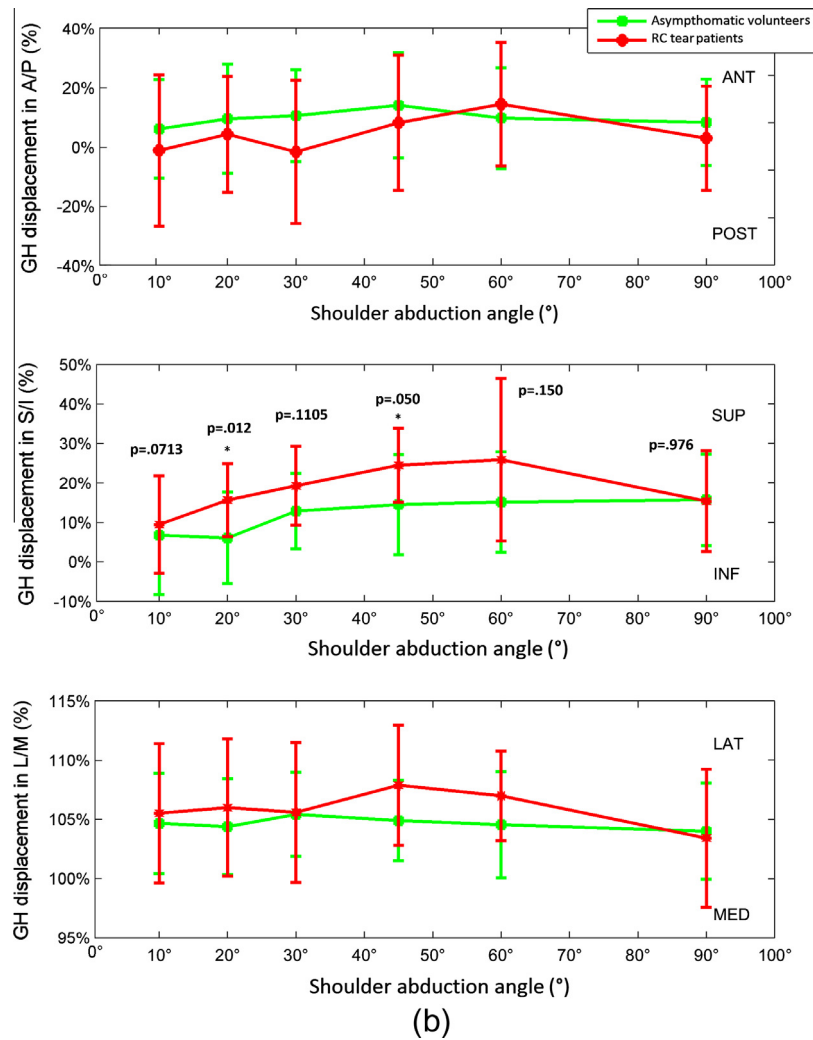 Asympthomatic volunteers
RC tear patients
GH displacement in A/P (%)
40%
20%
0%
-20%
-40%
ANT
POST
0° 10° 20° 30° 40° 50° 60° 70° 80° 90° 100°
Shoulder abduction angle (°)
GH displacement in S/I (%)
50%
40%
30%
20%
10%
0%
-10%
p=.0713
p=.012
*
p=.1105
p=.050
*
p=.150
p=.976
SUP
INF
0° 10° 20° 30° 40° 50° 60° 70° 80° 90° 100°
Shoulder abduction angle (°)
GH displacement in L/M (%)
115%
110%
105%
100%
95%
LAT
MED
0° 10° 20° 30° 40° 50° 60° 70° 80° 90° 100°
Shoulder abduction angle (°)
(b)